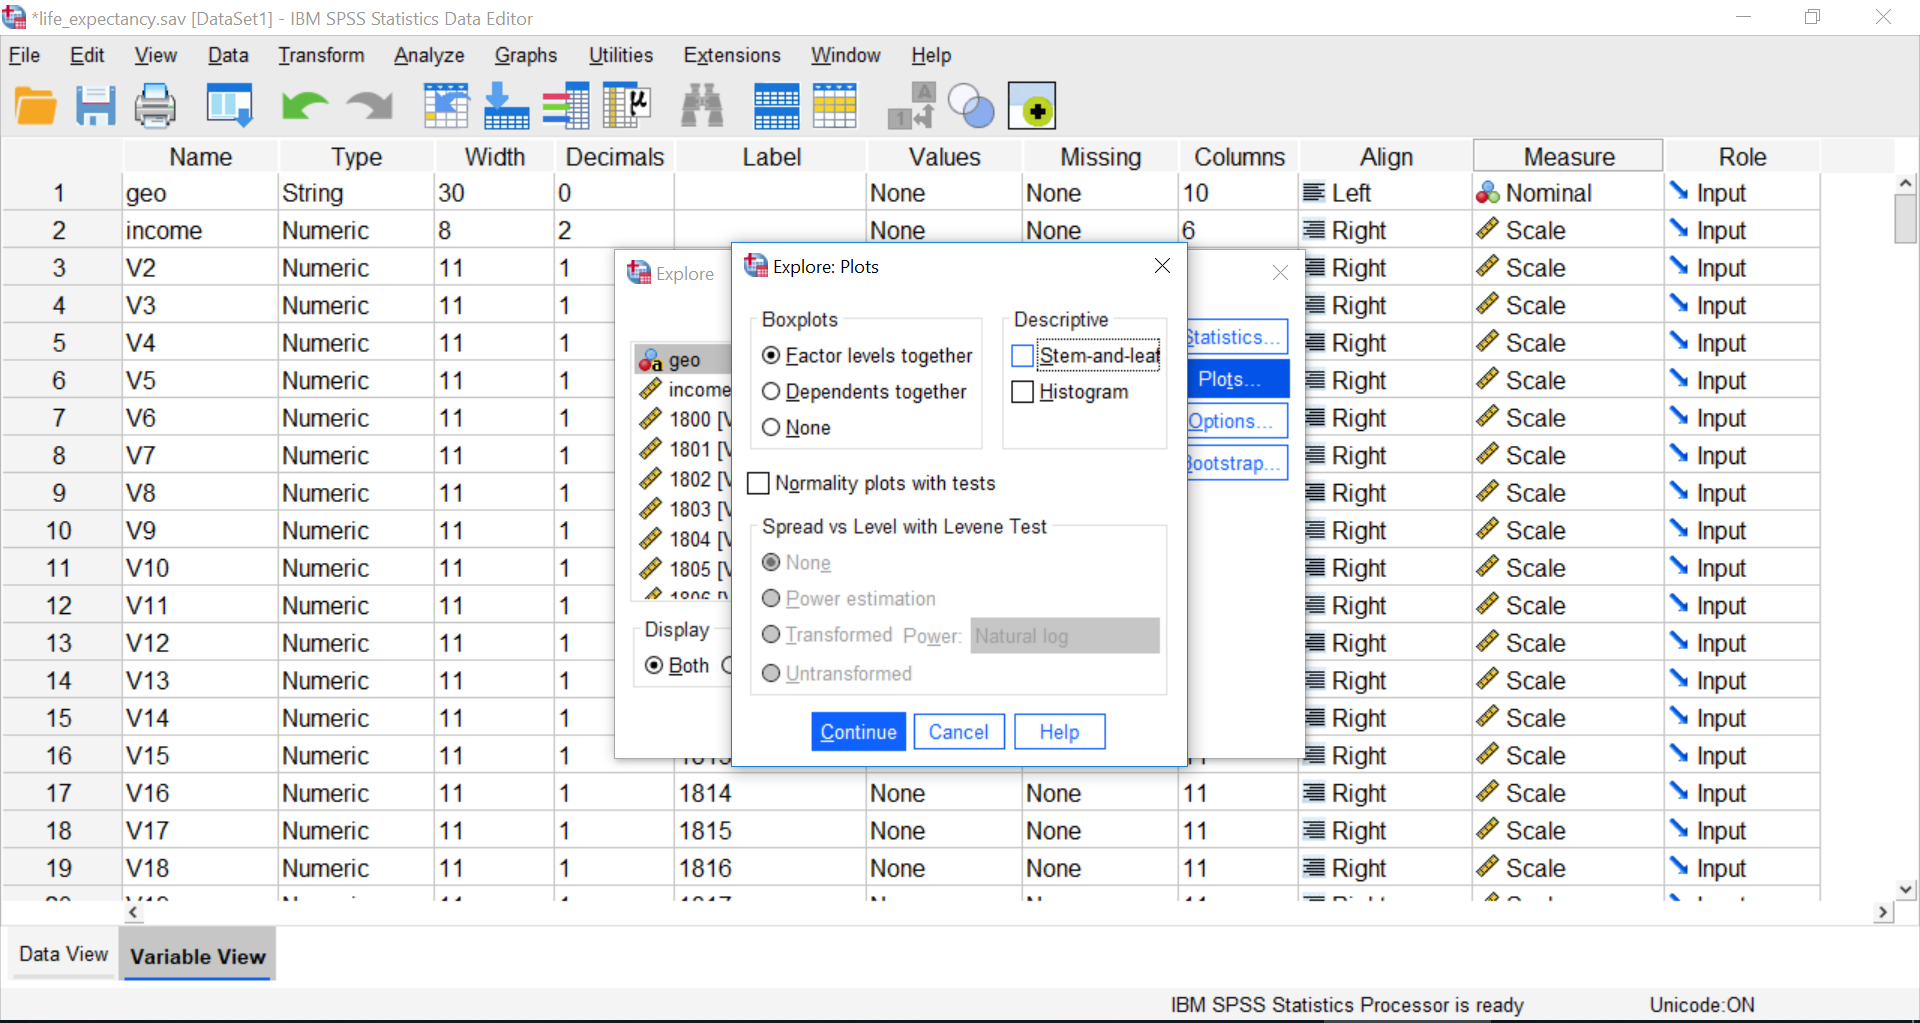 *life_expectancy.sav [DataSet1] - IBM SPSS Statistics Data Editor
File Edit View Data Transform Analyze Graphs Utilities Extensions Window Help
Name Type Width Decimals Label Values Missing Columns Align Measure Role
1 geo String 30 0 None None 10 Left Nominal Input
2 income Numeric 8 2 None None 6 Right Scale Input
3 V2 Numeric 11 1 Right Scale Input
4 V3 Numeric 11 1 Right Scale Input
5 V4 Numeric 11 1 Right Scale Input
6 V5 Numeric 11 1 Right Scale Input
7 V6 Numeric 11 1 Right Scale Input
8 V7 Numeric 11 1 Right Scale Input
9 V8 Numeric 11 1 Right Scale Input
10 V9 Numeric 11 1 Right Scale Input
11 V10 Numeric 11 1 Right Scale Input
12 V11 Numeric 11 1 Right Scale Input
13 V12 Numeric 11 1 Right Scale Input
14 V13 Numeric 11 1 Right Scale Input
15 V14 Numeric 11 1 Right Scale Input
16 V15 Numeric 11 1 Right Scale Input
17 V16 Numeric 11 1 1814 None None 11 Right Scale Input
18 V17 Numeric 11 1 1815 None None 11 Right Scale Input
19 V18 Numeric 11 1 1816 None None 11 Right Scale Input
Explore
geo
income
1800 [V
1801 [V
1802 [V
1803 [V
1804 [V
1805 [V
Display
Both
Statistics...
Plots...
Options...
Bootstrap...
Explore: Plots
Boxplots
Factor levels together
Dependents together
None
Descriptive
Stem-and-leaf
Histogram
Normality plots with tests
Spread vs Level with Levene Test
None
Power estimation
Transformed Power: Natural log
Untransformed
Continue Cancel Help
Data View Variable View
IBM SPSS Statistics Processor is ready Unicode:ON